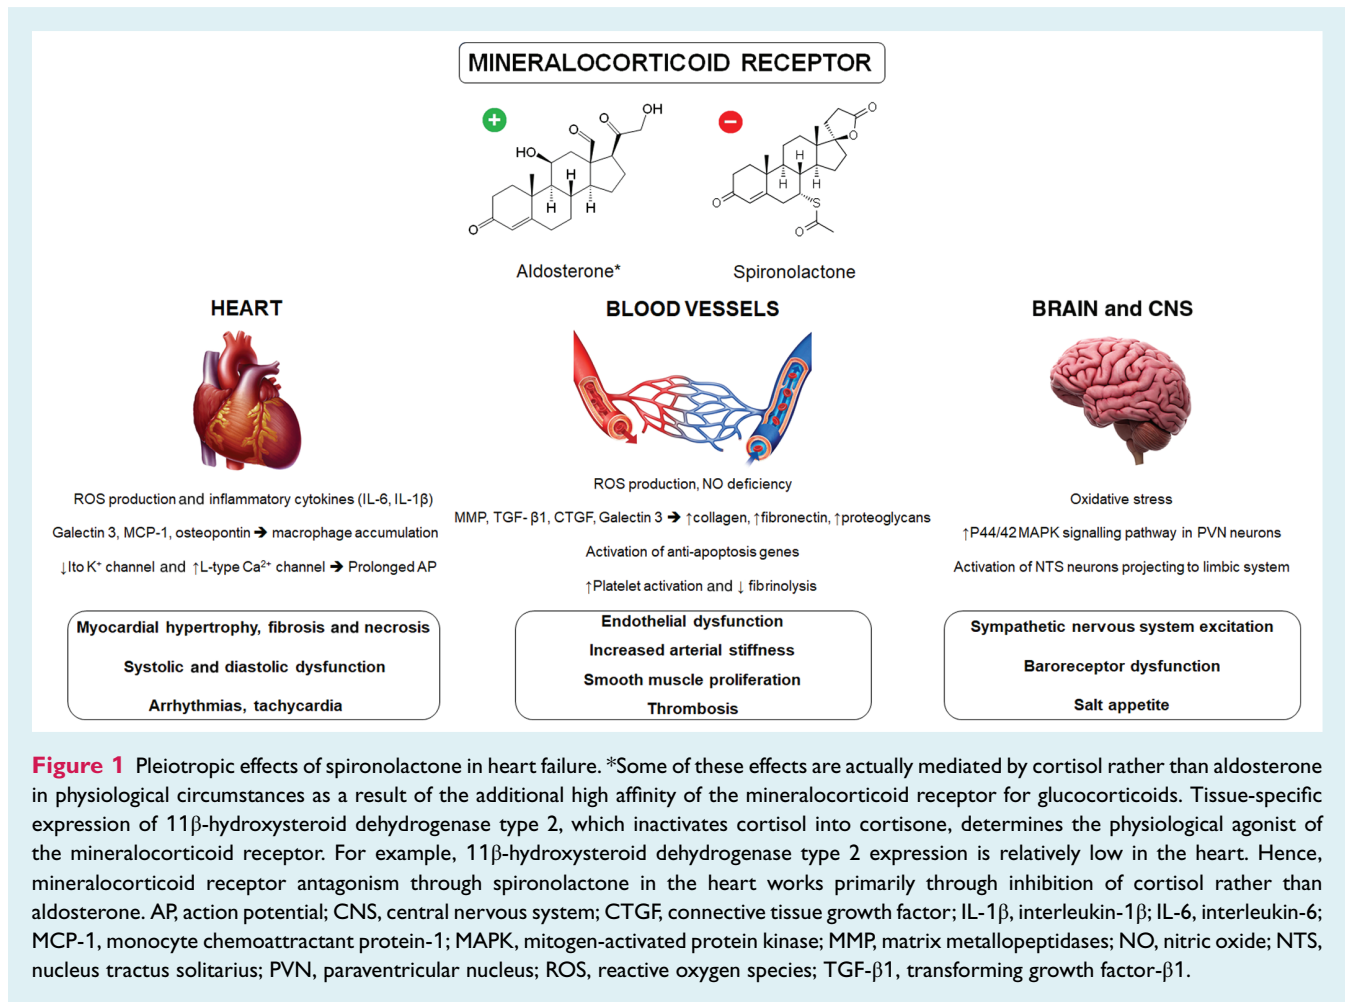 MINERALOCORTICOID RECEPTOR
+
−
OH
O
O
HO
H
H
H
O
O
O
H
H
H
O
S
O
Aldosterone*
Spironolactone
HEART
BLOOD VESSELS
BRAIN and CNS
ROS production and inflammatory cytokines (IL-6, IL-1β)
Galectin 3, MCP-1, osteopontin ➔ macrophage accumulation
↓Ito K⁺ channel and ↑L-type Ca²⁺ channel ➔ Prolonged AP
Myocardial hypertrophy, fibrosis and necrosis
Systolic and diastolic dysfunction
Arrhythmias, tachycardia
ROS production, NO deficiency
MMP, TGF- β1, CTGF, Galectin 3 ➔ ↑collagen, ↑fibronectin, ↑proteoglycans
Activation of anti-apoptosis genes
↑Platelet activation and ↓ fibrinolysis
Endothelial dysfunction
Increased arterial stiffness
Smooth muscle proliferation
Thrombosis
Oxidative stress
↑P44/42 MAPK signalling pathway in PVN neurons
Activation of NTS neurons projecting to limbic system
Sympathetic nervous system excitation
Baroreceptor dysfunction
Salt appetite
Figure 1 Pleiotropic effects of spironolactone in heart failure. *Some of these effects are actually mediated by cortisol rather than aldosterone
in physiological circumstances as a result of the additional high affinity of the mineralocorticoid receptor for glucocorticoids. Tissue-specific
expression of 11β-hydroxysteroid dehydrogenase type 2, which inactivates cortisol into cortisone, determines the physiological agonist of
the mineralocorticoid receptor. For example, 11β-hydroxysteroid dehydrogenase type 2 expression is relatively low in the heart. Hence,
mineralocorticoid receptor antagonism through spironolactone in the heart works primarily through inhibition of cortisol rather than
aldosterone. AP, action potential; CNS, central nervous system; CTGF, connective tissue growth factor; IL-1β, interleukin-1β; IL-6, interleukin-6;
MCP-1, monocyte chemoattractant protein-1; MAPK, mitogen-activated protein kinase; MMP, matrix metallopeptidases; NO, nitric oxide; NTS,
nucleus tractus solitarius; PVN, paraventricular nucleus; ROS, reactive oxygen species; TGF-β1, transforming growth factor-β1.